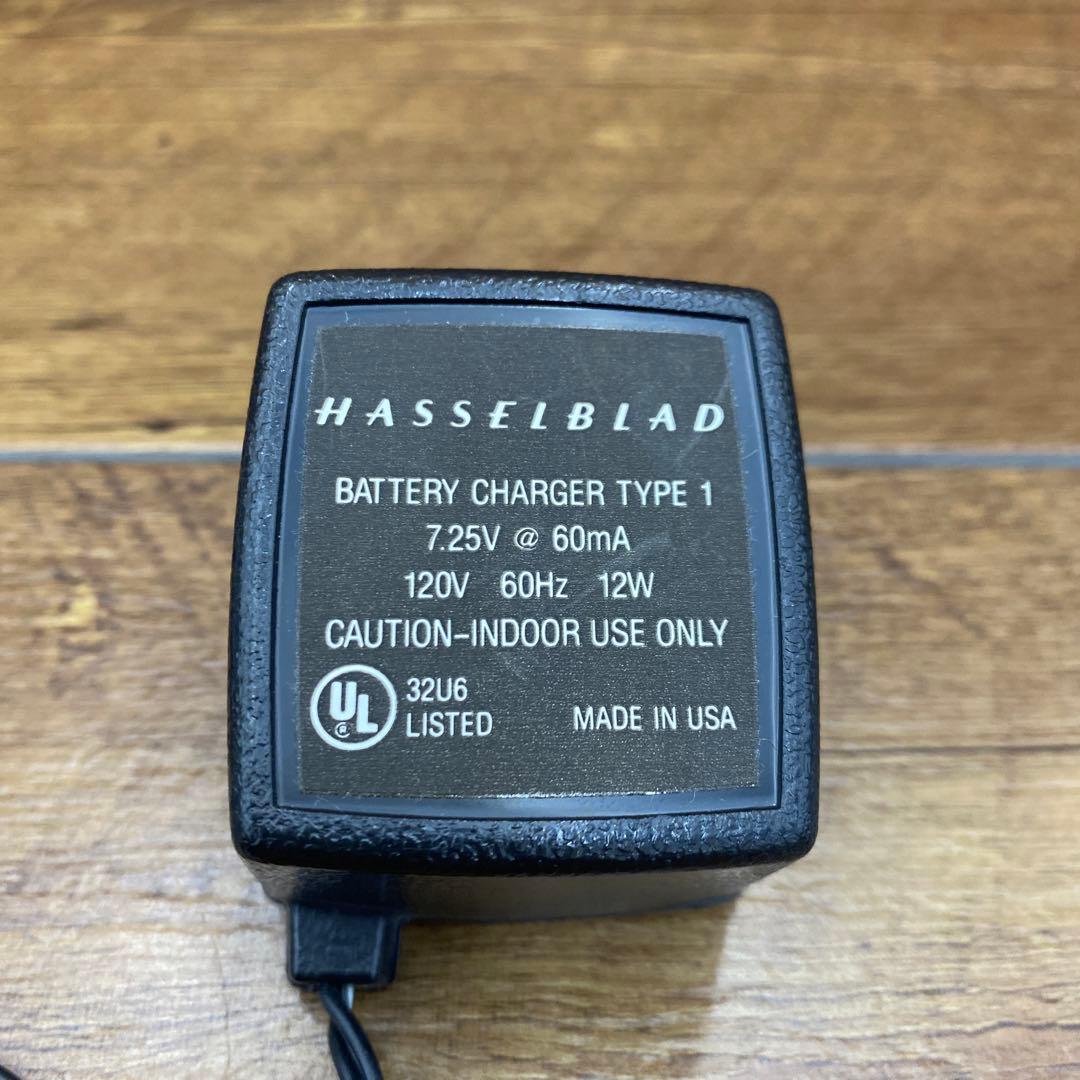 HASSELBLAD
BATTERY CHARGER TYPE 1
7.25V @ 60mA
120V 60Hz 12W
CAUTION-INDOOR USE ONLY
UL 32U6
LISTED MADE IN USA